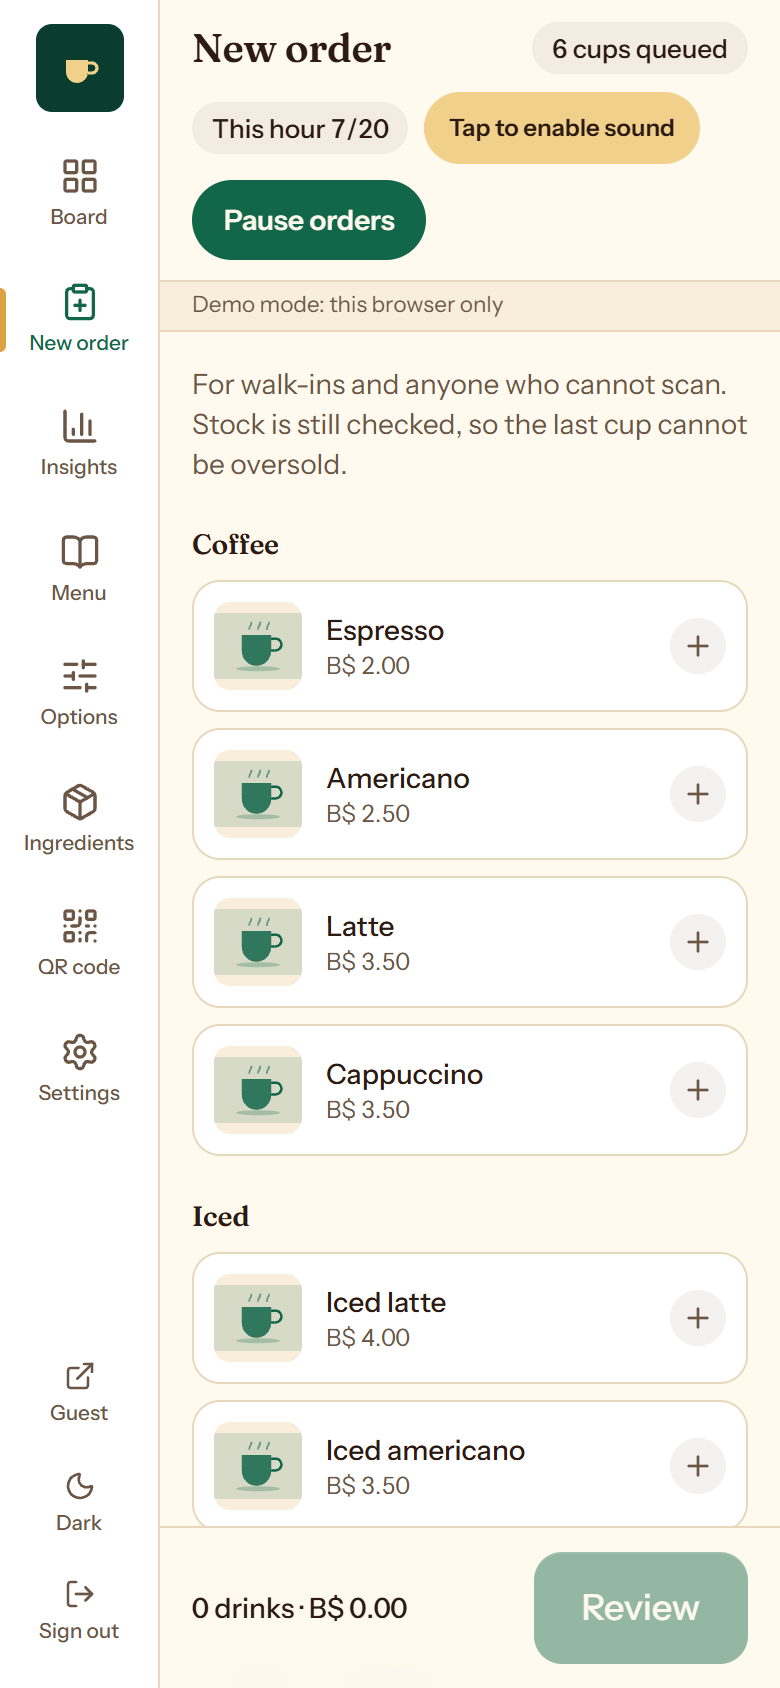 Board
New order
Insights
Menu
Options
Ingredients
QR code
Settings
Guest
Dark
Sign out
New order
6 cups queued
This hour 7/20
Tap to enable sound
Pause orders
Demo mode: this browser only
For walk-ins and anyone who cannot scan.
Stock is still checked, so the last cup cannot
be oversold.
Coffee
Espresso
B$ 2.00
Americano
B$ 2.50
Latte
B$ 3.50
Cappuccino
B$ 3.50
Iced
Iced latte
B$ 4.00
Iced americano
B$ 3.50
0 drinks · B$ 0.00
Review